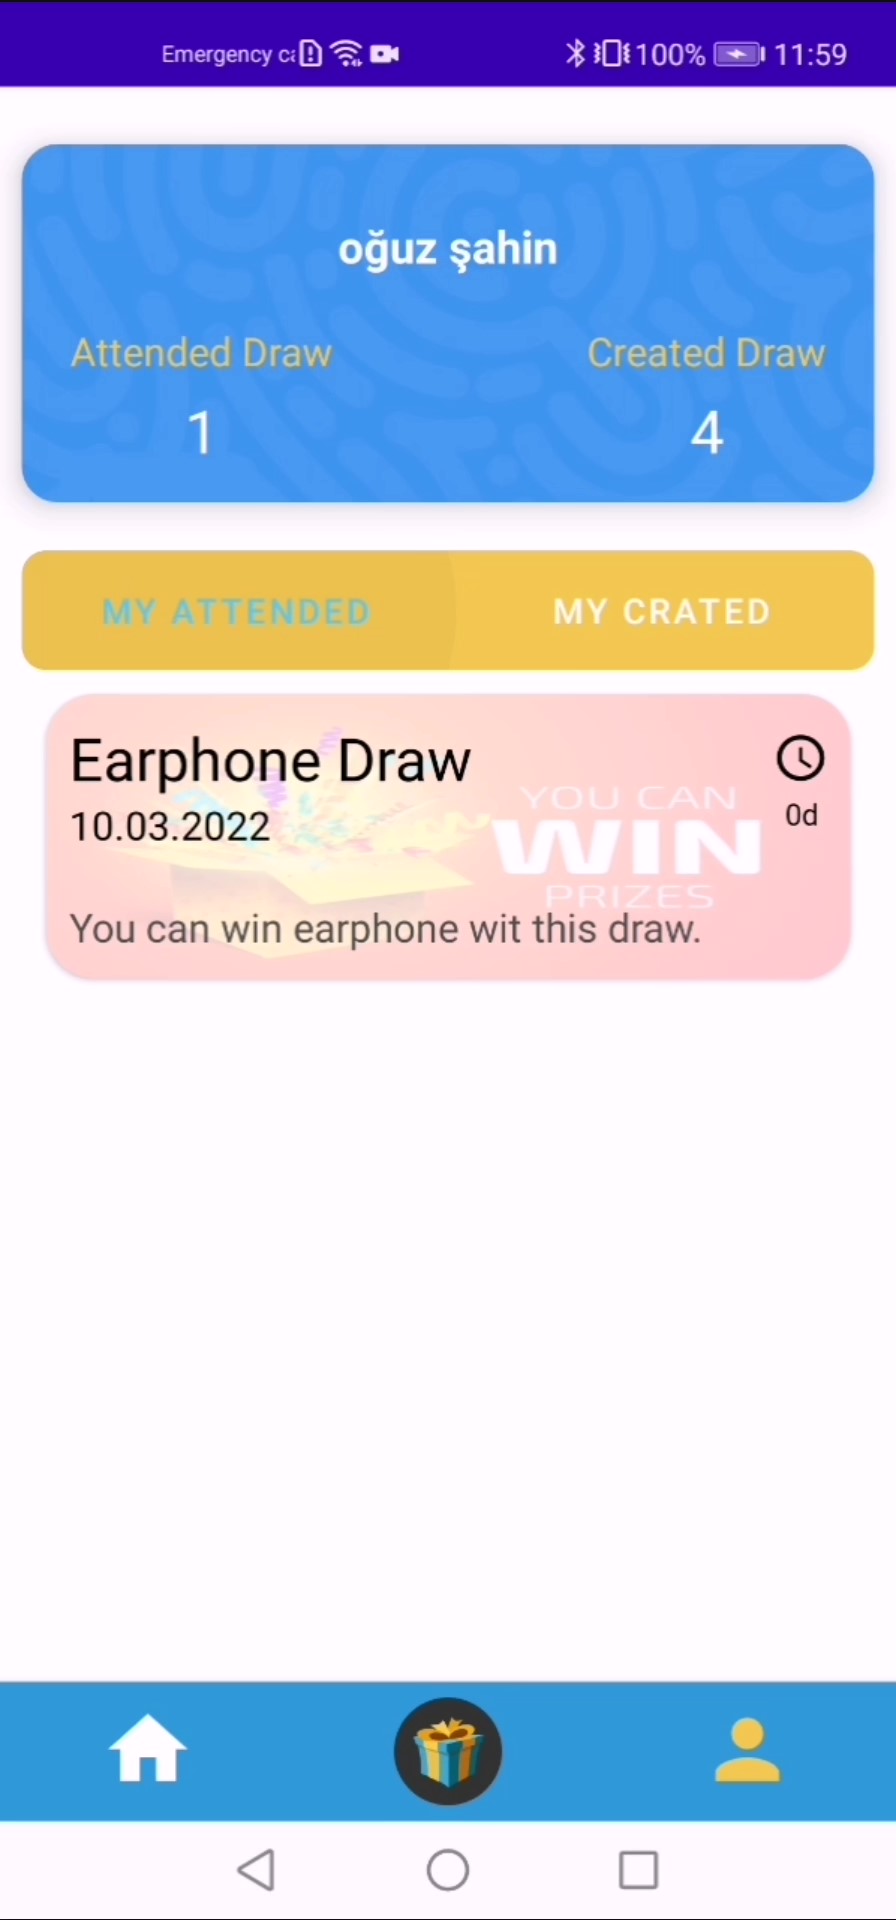 Emergency ca
100% 11:59
oğuz şahin
Attended Draw Created Draw
1 4
MY ATTENDED MY CRATED
Earphone Draw
10.03.2022
0d
YOU CAN
WIN
PRIZES
You can win earphone wit this draw.